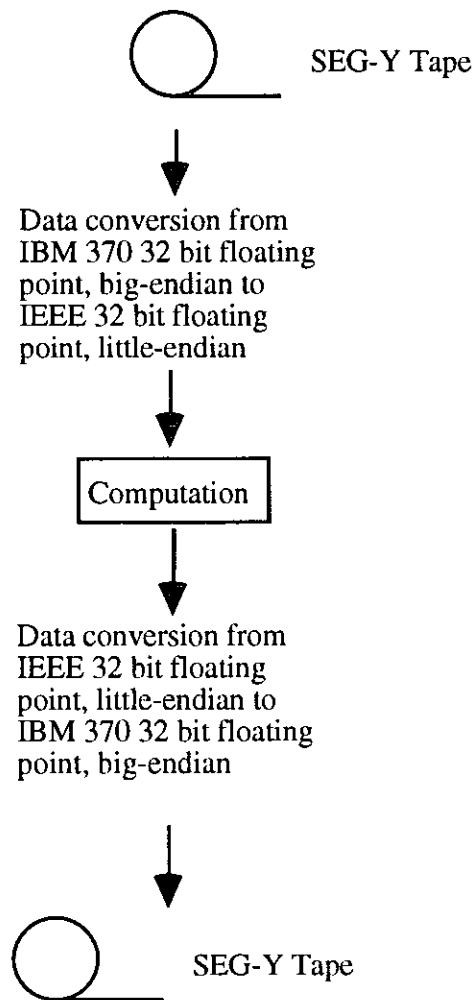 SEG-Y Tape
Data conversion from
IBM 370 32 bit floating
point, big-endian to
IEEE 32 bit floating
point, little-endian
Computation
Data conversion from
IEEE 32 bit floating
point, little-endian to
IBM 370 32 bit floating
point, big-endian
SEG-Y Tape